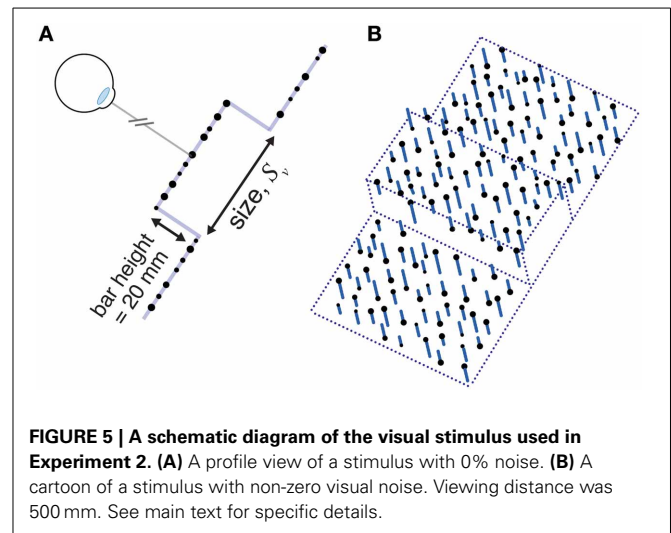 A
B
size, Sv
bar height
= 20 mm
FIGURE 5 | A schematic diagram of the visual stimulus used in
Experiment 2. (A) A profile view of a stimulus with 0% noise. (B) A
cartoon of a stimulus with non-zero visual noise. Viewing distance was
500 mm. See main text for specific details.